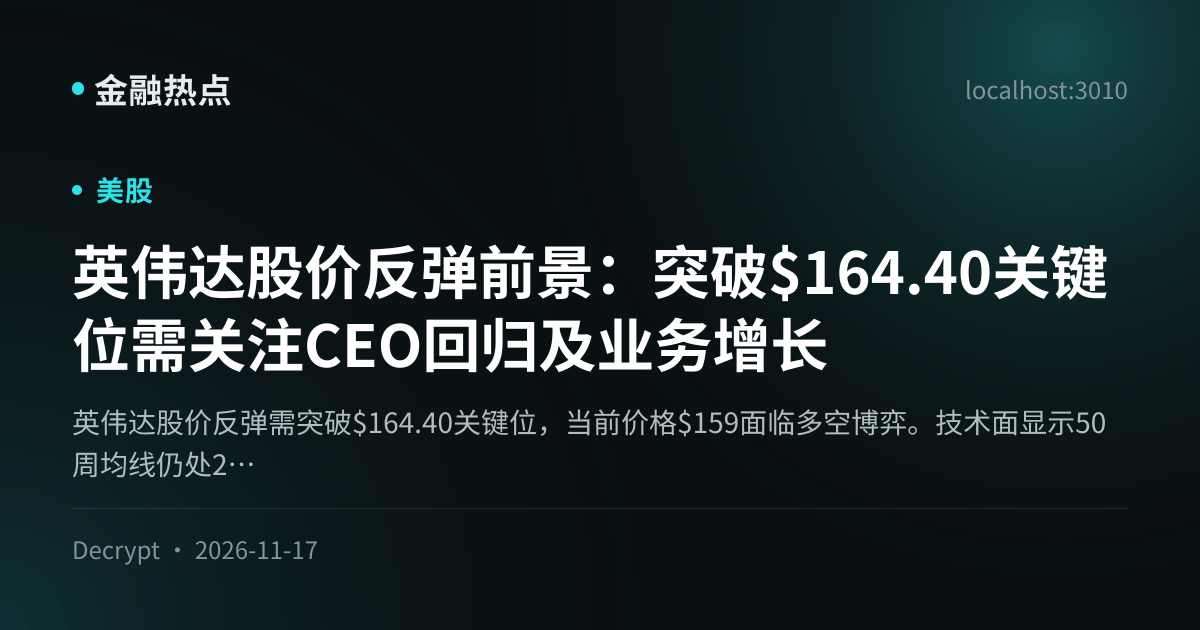 金融热点
localhost:3010
美股
英伟达股价反弹前景：突破$164.40关键
位需关注CEO回归及业务增长
英伟达股价反弹需突破$164.40关键位，当前价格$159面临多空博弈。技术面显示50
周均线仍处2…
Decrypt • 2026-11-17